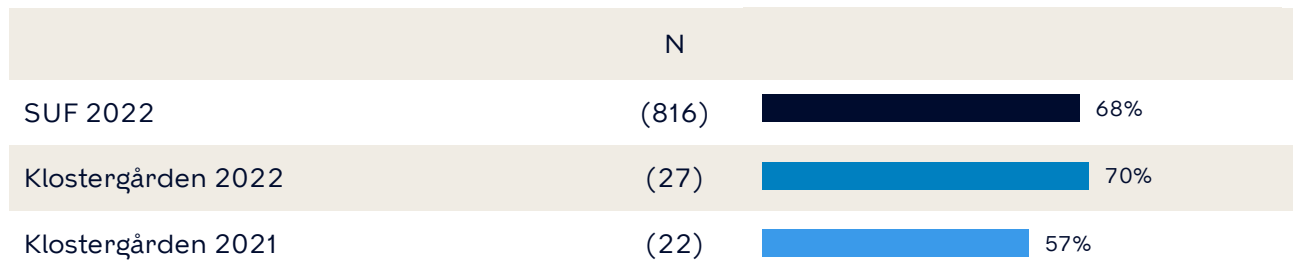 N
SUF 2022 (816) 68%
Klostergården 2022 (27) 70%
Klostergården 2021 (22) 57%